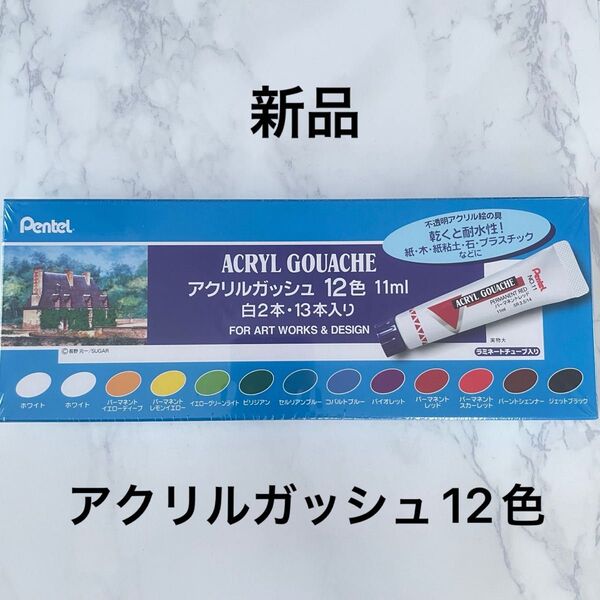 新品
Pentel
ACRYL GOUACHE
アクリルガッシュ 12色 11ml
白2本・13本入り
FOR ART WORKS & DESIGN
不透明アクリル絵の具
乾くと耐水性!
紙・木・紙粘土・石・プラスチック
などに
Pentel
ACRYL GOUACHE
NO.11
PERMANENT RED
パーマネントレッド
11ml
実物大
ラミネートチューブ入り
©長野 元一/SUGAR
ホワイト
ホワイト
パーマネント
イエローディープ
パーマネント
レモンイエロー
イエローグリーンライト
ビリジアン
セルリアンブルー
コバルトブルー
バイオレット
パーマネント
レッド
パーマネント
スカーレット
バーントシェンナー
ジェットブラック
アクリルガッシュ12色